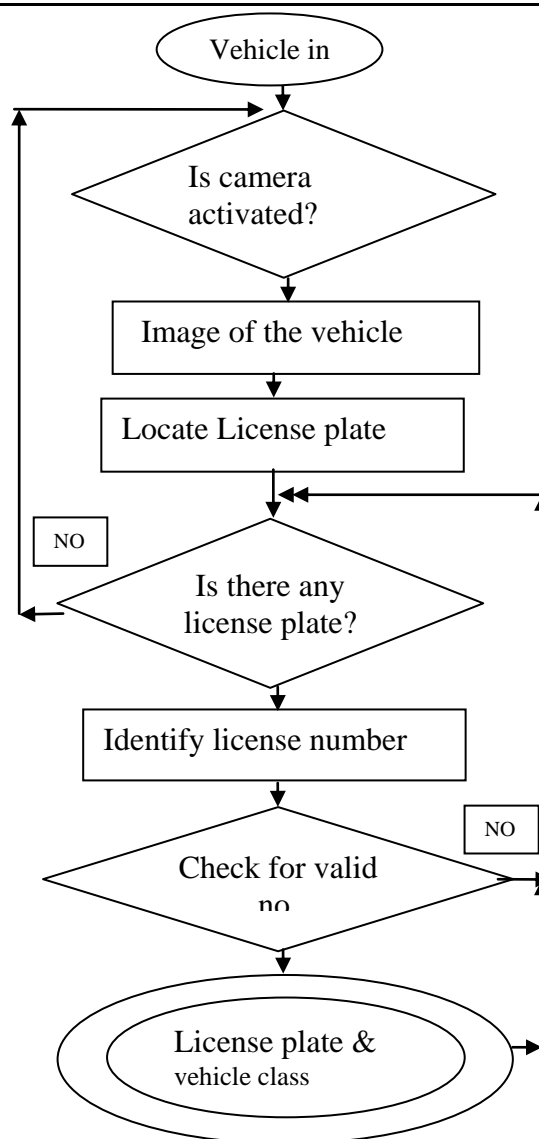 Vehicle in
Is camera
activated?
Image of the vehicle
Locate License plate
NO
Is there any
license plate?
Identify license number
NO
Check for valid
no
License plate &
vehicle class